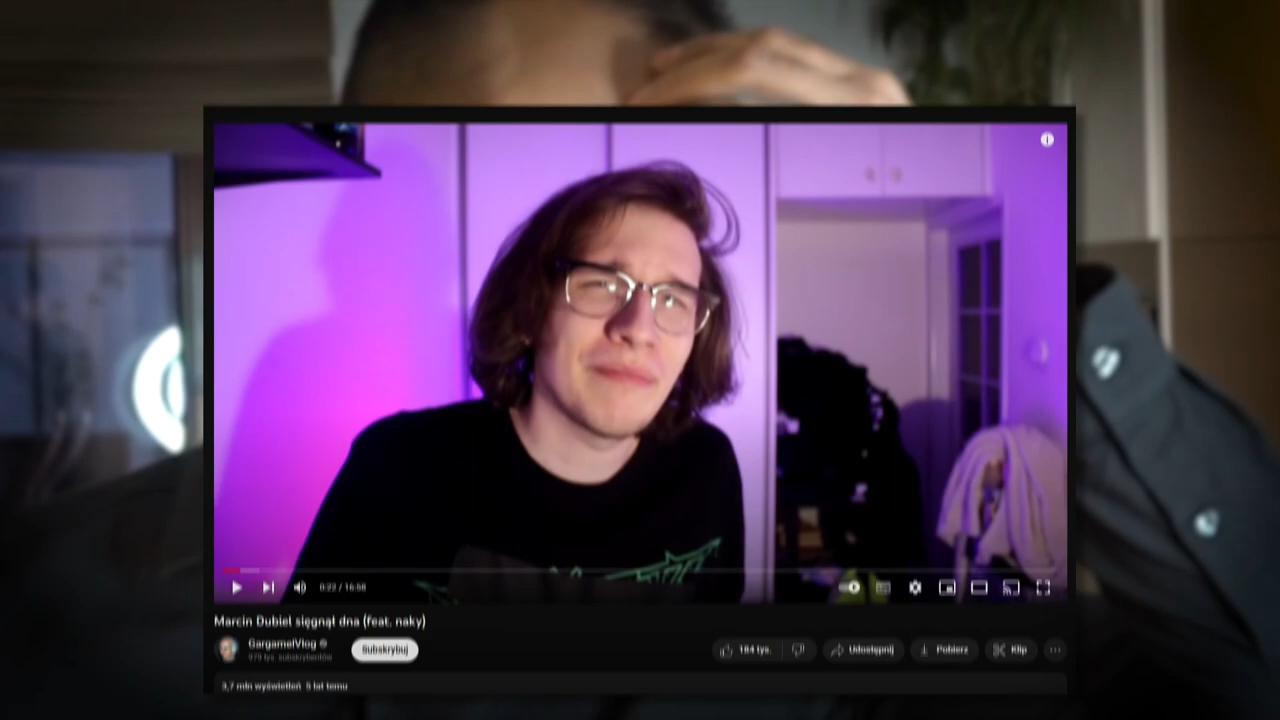 0:22 / 16:58
Marcin Dubiel sięgnął dna (feat. naky)
GargamelVlog
979 tys. subskrybentów
Subskrybuj
184 tys.
Udostępnij
Pobierz
Klip
3,7 mln wyświetleń 5 lat temu